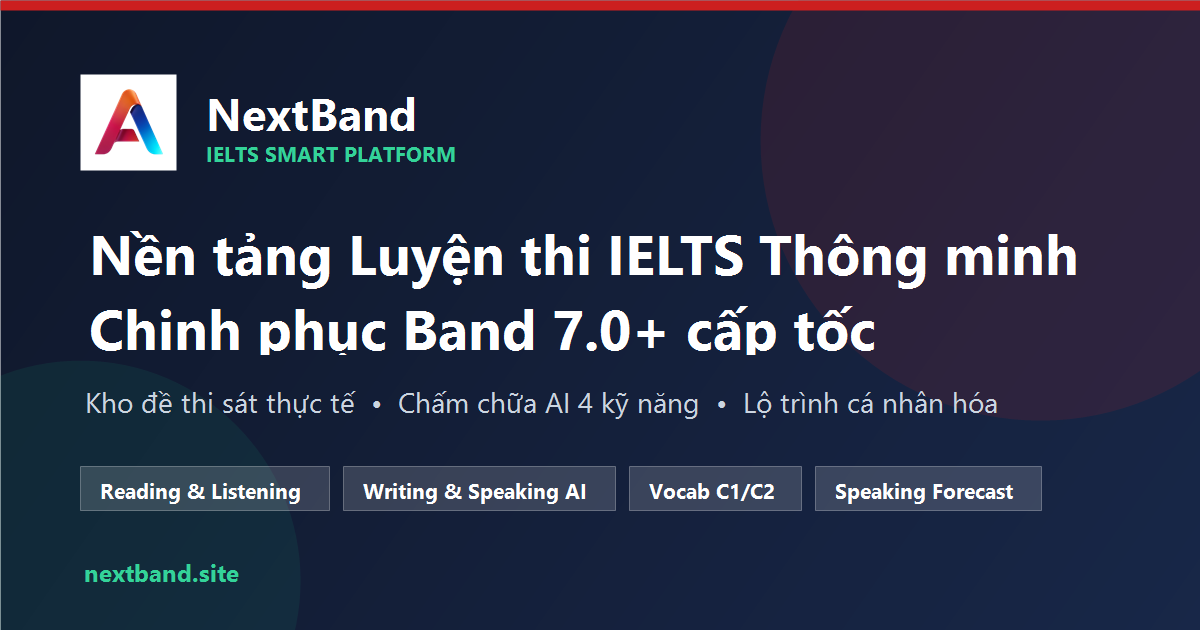 NextBand
IELTS SMART PLATFORM
Nền tảng Luyện thi IELTS Thông minh
Chinh phục Band 7.0+ cấp tốc
Kho đề thi sát thực tế • Chấm chữa AI 4 kỹ năng • Lộ trình cá nhân hóa
Reading & Listening Writing & Speaking AI Vocab C1/C2 Speaking Forecast
nextband.site